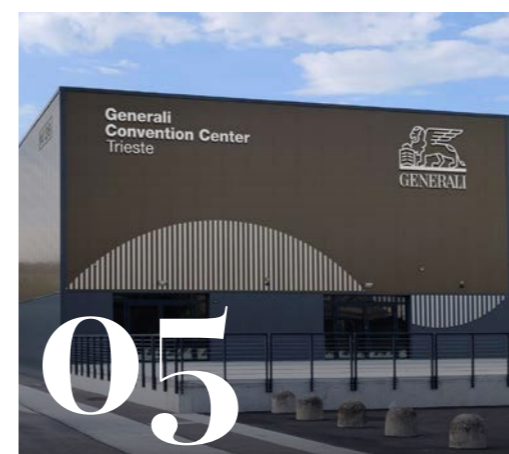 Generali
Convention Center
Trieste
GENERALI
05